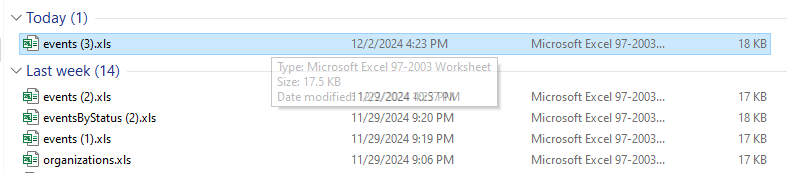 Today (1)
events (3).xls 12/2/2024 4:23 PM Microsoft Excel 97-2003... 18 KB
Last week (14)
Type: Microsoft Excel 97-2003 Worksheet
Size: 17.5 KB
Date modified:
events (2).xls 11/29/2024 PM Microsoft Excel 97-2003... 17 KB
eventsByStatus (2).xls 11/29/2024 9:20 PM Microsoft Excel 97-2003... 18 KB
events (1).xls 11/29/2024 9:19 PM Microsoft Excel 97-2003... 17 KB
organizations.xls 11/29/2024 9:06 PM Microsoft Excel 97-2003... 17 KB